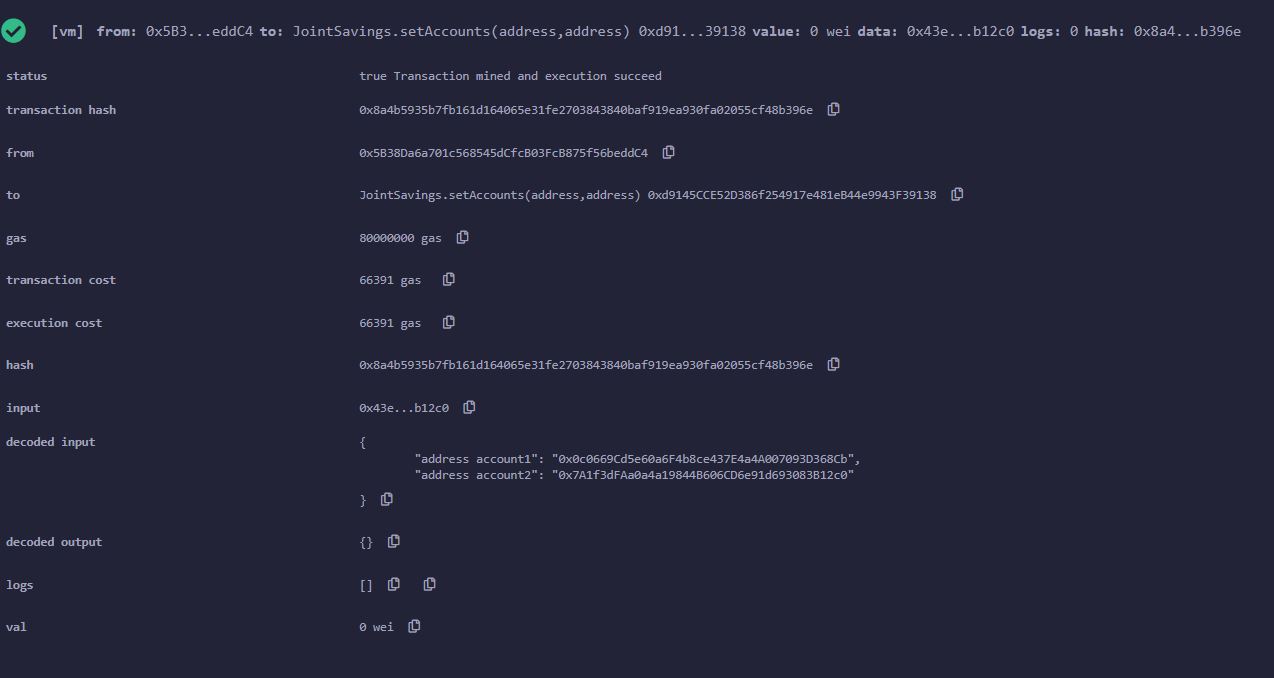 [vm] from: 0x5B3...eddC4 to: JointSavings.setAccounts(address,address) 0xd91...39138 value: 0 wei data: 0x43e...b12c0 logs: 0 hash: 0x8a4...b396e
status true Transaction mined and execution succeed
transaction hash 0x8a4b5935b7fb161d164065e31fe2703843840baf919ea930fa02055cf48b396e
from 0x5B38Da6a701c568545dCfcB03FcB875f56beddC4
to JointSavings.setAccounts(address,address) 0xd9145CCE52D386f254917e481eB44e9943F39138
gas 80000000 gas
transaction cost 66391 gas
execution cost 66391 gas
hash 0x8a4b5935b7fb161d164065e31fe2703843840baf919ea930fa02055cf48b396e
input 0x43e...b12c0
decoded input {
"address account1": "0x0c0669Cd5e60a6F4b8ce437E4a4A007093D368Cb",
"address account2": "0x7A1f3dFAa0a4a19844B606CD6e91d693083B12c0"
}
decoded output {}
logs []
val 0 wei